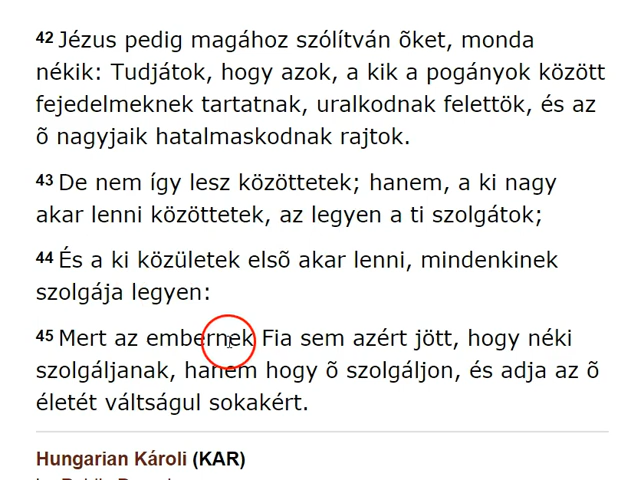 42 Jézus pedig magához szólítván õket, monda
nékik: Tudjátok, hogy azok, a kik a pogányok között
fejedelmeknek tartatnak, uralkodnak felettök, és az
õ nagyjaik hatalmaskodnak rajtok.
43 De nem így lesz közöttetek; hanem, a ki nagy
akar lenni közöttetek, az legyen a ti szolgátok;
44 És a ki közületek elsõ akar lenni, mindenkinek
szolgája legyen:
45 Mert az embernek Fia sem azért jött, hogy néki
szolgáljanak, hanem hogy õ szolgáljon, és adja az õ
életét váltságul sokakért.
Hungarian Károli (KAR)